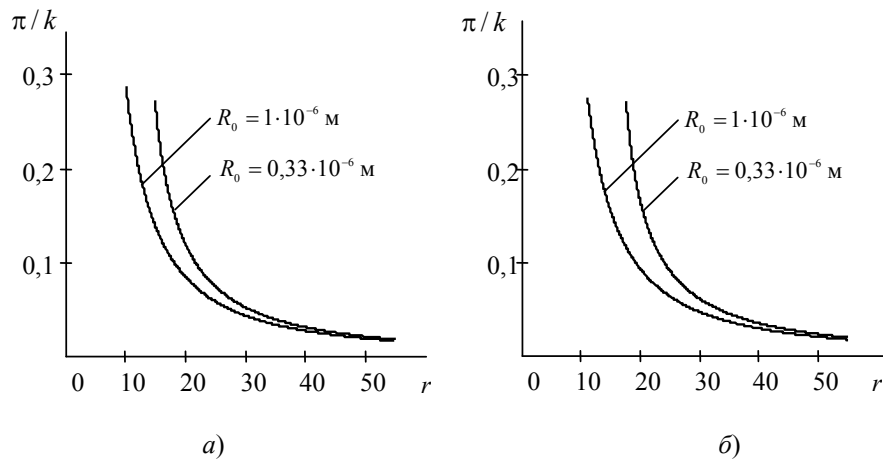 π / k
0,3
0,2
0,1
R₀ = 1·10⁻⁶ м
R₀ = 0,33·10⁻⁶ м
0 10 20 30 40 50 r
а)
π / k
0,3
0,2
0,1
R₀ = 1·10⁻⁶ м
R₀ = 0,33·10⁻⁶ м
0 10 20 30 40 50 r
б)